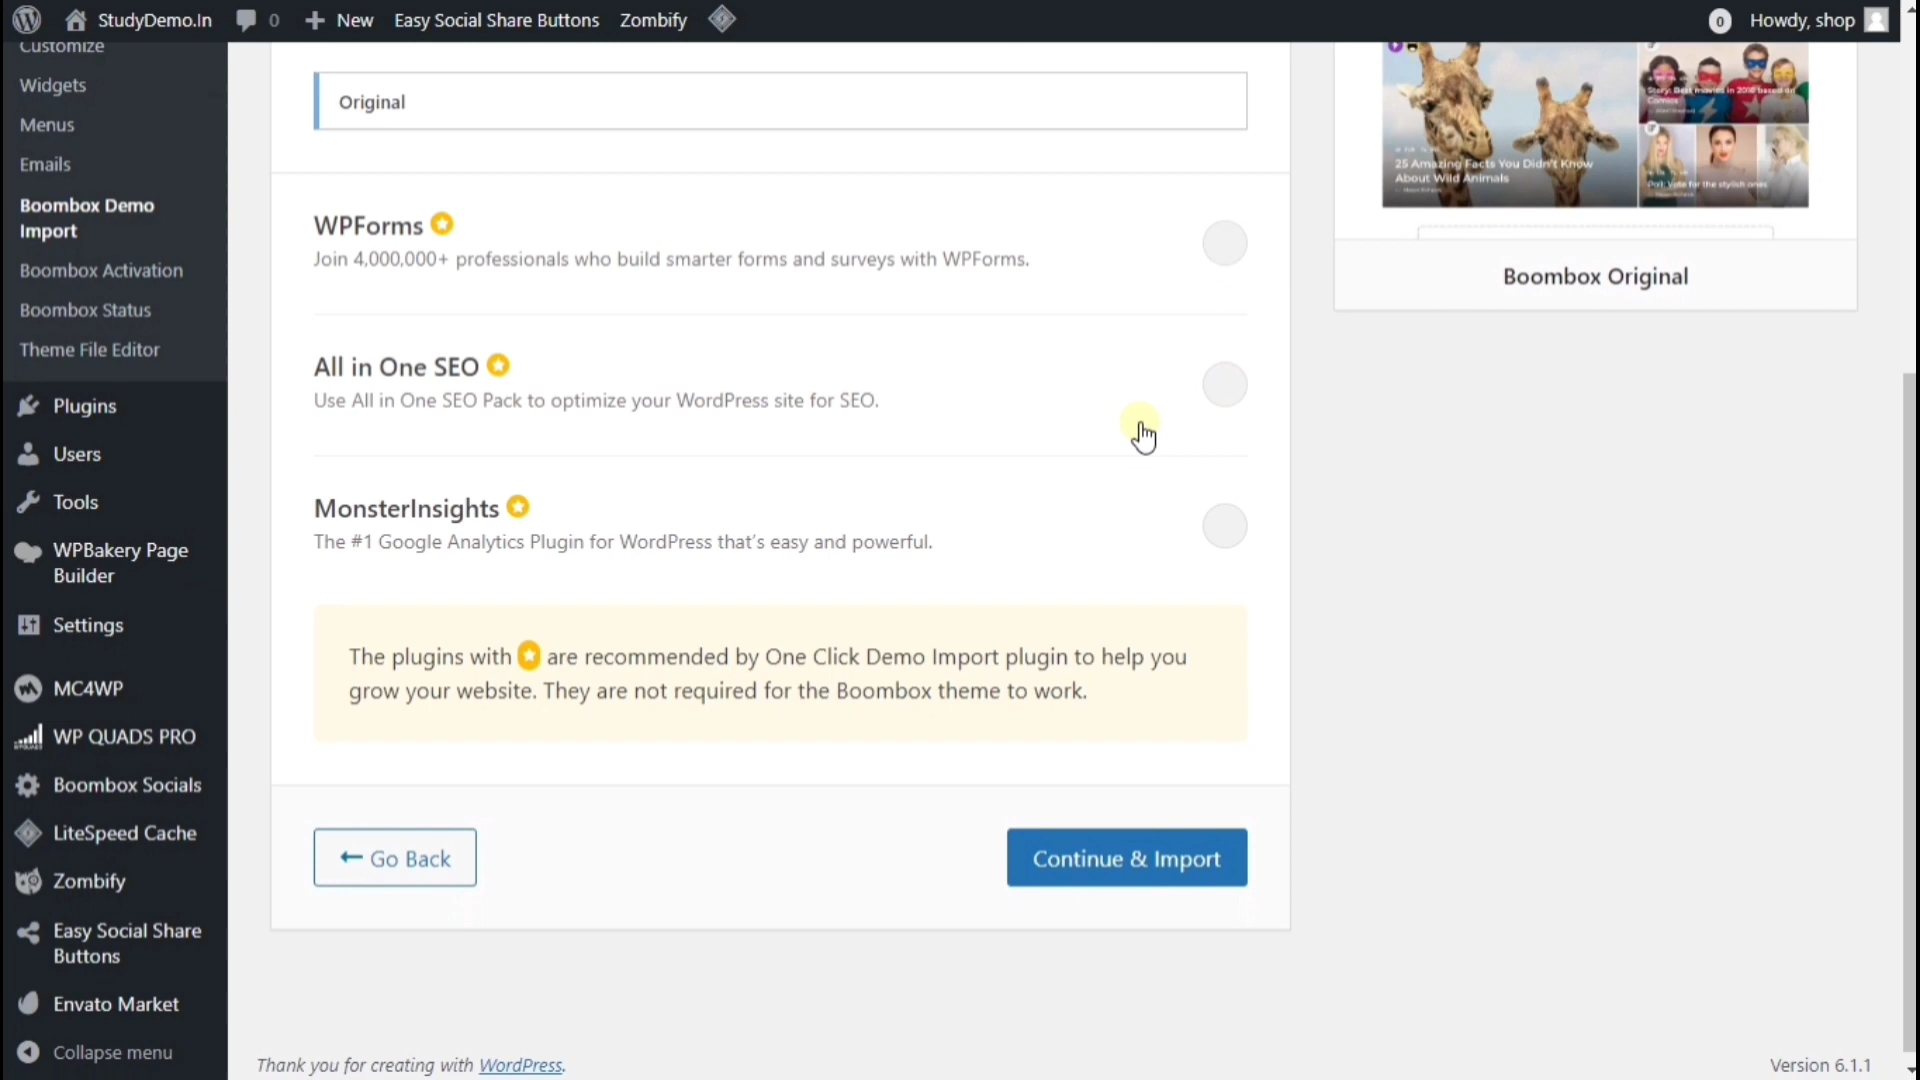 StudyDemo.In 0 New Easy Social Share Buttons Zombify 0 Howdy, shop
Customize
Widgets
Menus
Emails
Boombox Demo
Import
Boombox Activation
Boombox Status
Theme File Editor
Plugins
Users
Tools
WPBakery Page
Builder
Settings
MC4WP
WP QUADS PRO
Boombox Socials
LiteSpeed Cache
Zombify
Easy Social Share
Buttons
Envato Market
Collapse menu
Original
WPForms
Join 4,000,000+ professionals who build smarter forms and surveys with WPForms.
All in One SEO
Use All in One SEO Pack to optimize your WordPress site for SEO.
MonsterInsights
The #1 Google Analytics Plugin for WordPress that's easy and powerful.
The plugins with are recommended by One Click Demo Import plugin to help you
grow your website. They are not required for the Boombox theme to work.
Go Back
Continue & Import
25 Amazing Facts You Didn't Know
About Wild Animals
Story: Best movies in 2018 based on
Comics
Poll: Vote for the stylish ones
Boombox Original
Thank you for creating with WordPress.
Version 6.1.1